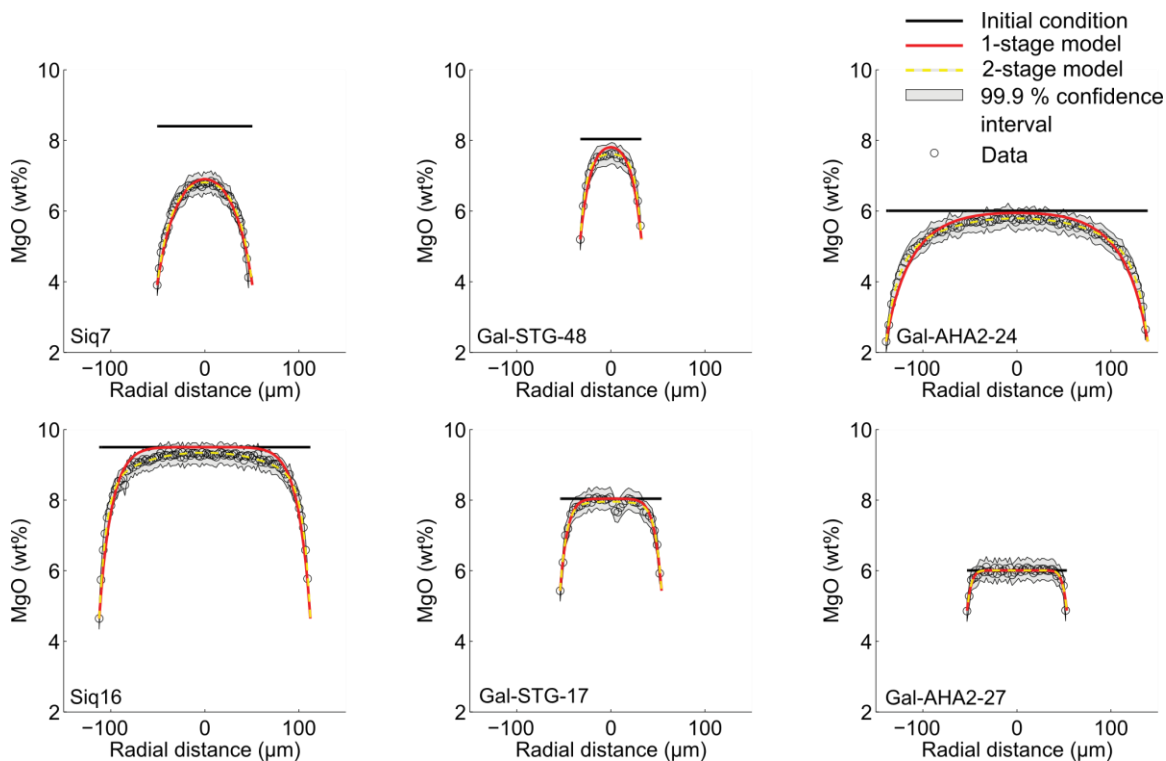 Initial condition
1-stage model
2-stage model
99.9 % confidence
interval
Data
10
8
6
4
2
MgO (wt%)
Siq7
−100
0
100
Radial distance (µm)
10
8
6
4
2
MgO (wt%)
Gal-STG-48
−100
0
100
Radial distance (µm)
10
8
6
4
2
MgO (wt%)
Gal-AHA2-24
−100
0
100
Radial distance (µm)
10
8
6
4
2
MgO (wt%)
Siq16
−100
0
100
Radial distance (µm)
10
8
6
4
2
MgO (wt%)
Gal-STG-17
−100
0
100
Radial distance (µm)
10
8
6
4
2
MgO (wt%)
Gal-AHA2-27
−100
0
100
Radial distance (µm)